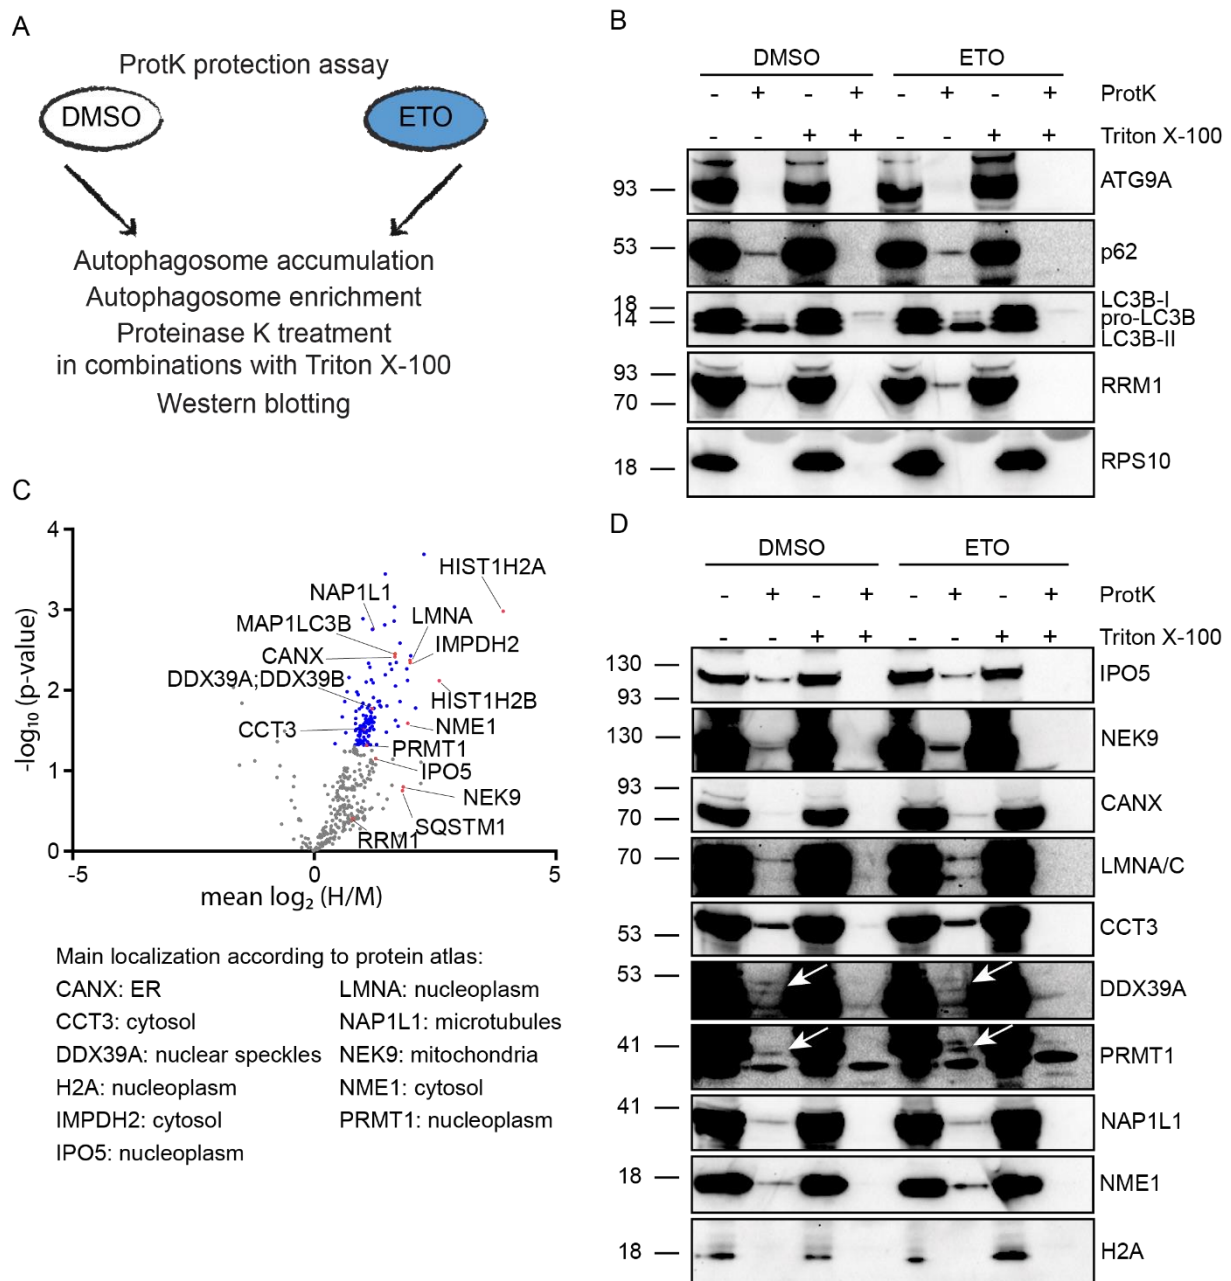 A
ProtK protection assay
DMSO
ETO
Autophagosome accumulation
Autophagosome enrichment
Proteinase K treatment
in combinations with Triton X-100
Western blotting
B
DMSO ETO
- + - + - + - + ProtK
- - + + - - + + Triton X-100
93 ATG9A
53 p62
18 LC3B-I
14 pro-LC3B
LC3B-II
93 RRM1
70
18 RPS10
C
4
3
2
1
0
-log₁₀ (p-value)
HIST1H2A
NAP1L1
LMNA
MAP1LC3B
IMPDH2
CANX
DDX39A;DDX39B
HIST1H2B
CCT3
NME1
PRMT1
IPO5
NEK9
SQSTM1
RRM1
-5 0 5
mean log₂ (H/M)
Main localization according to protein atlas:
CANX: ER
CCT3: cytosol
DDX39A: nuclear speckles
H2A: nucleoplasm
IMPDH2: cytosol
IPO5: nucleoplasm
LMNA: nucleoplasm
NAP1L1: microtubules
NEK9: mitochondria
NME1: cytosol
PRMT1: nucleoplasm
D
DMSO ETO
- + - + - + - + ProtK
- - + + - - + + Triton X-100
130 IPO5
93
130 NEK9
93 CANX
70
70 LMNA/C
53 CCT3
53 DDX39A
41 PRMT1
41 NAP1L1
18 NME1
18 H2A